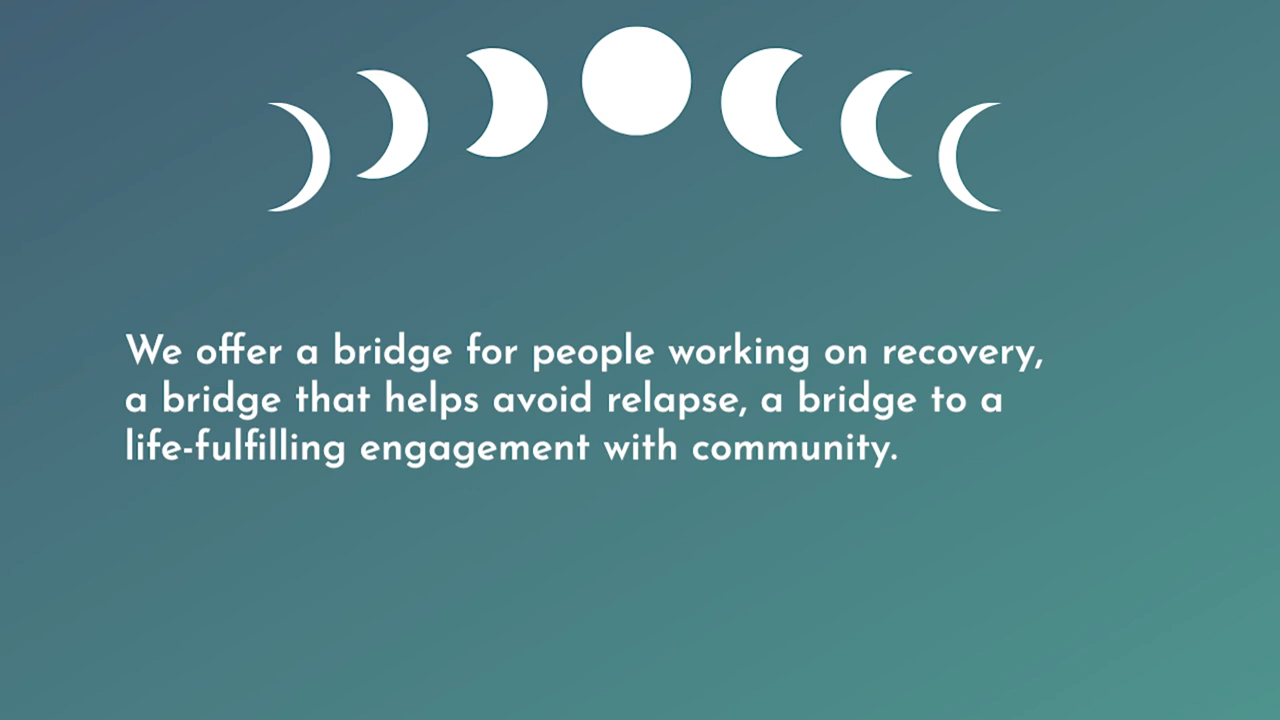 We offer a bridge for people working on recovery,
a bridge that helps avoid relapse, a bridge to a
life-fulfilling engagement with community.